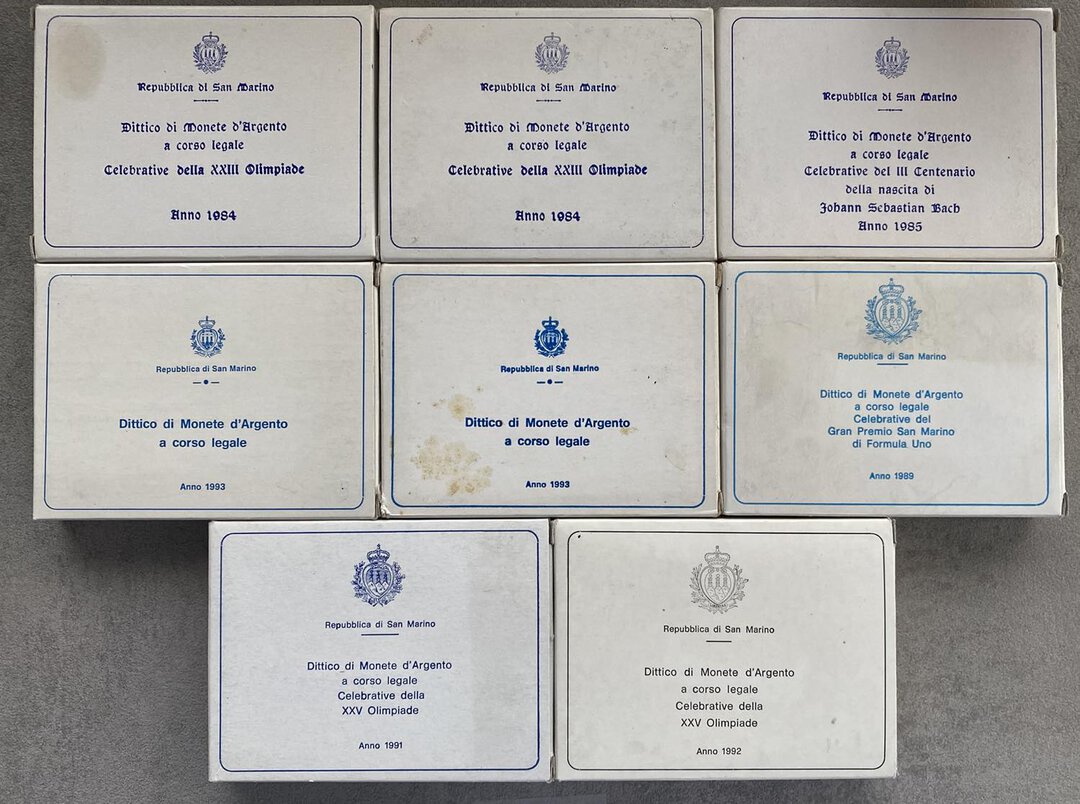 Repubblica di San Marino
Dittico di Monete d'Argento
a corso legale
Celebrative della XXIII Olimpiade
Anno 1984
Repubblica di San Marino
Dittico di Monete d'Argento
a corso legale
Celebrative della XXIII Olimpiade
Anno 1984
Repubblica di San Marino
Dittico di Monete d'Argento
a corso legale
Celebrative del III Centenario
della nascita di
Johann Sebastian Bach
Anno 1985
Repubblica di San Marino
Dittico di Monete d'Argento
a corso legale
Anno 1993
Repubblica di San Marino
Dittico di Monete d'Argento
a corso legale
Anno 1993
Repubblica di San Marino
Dittico di Monete d'Argento
a corso legale
Celebrative del
Gran Premio San Marino
di Formula Uno
Anno 1989
Repubblica di San Marino
Dittico di Monete d'Argento
a corso legale
Celebrative della
XXV Olimpiade
Anno 1991
Repubblica di San Marino
Dittico di Monete d'Argento
a corso legale
Celebrative della
XXV Olimpiade
Anno 1992